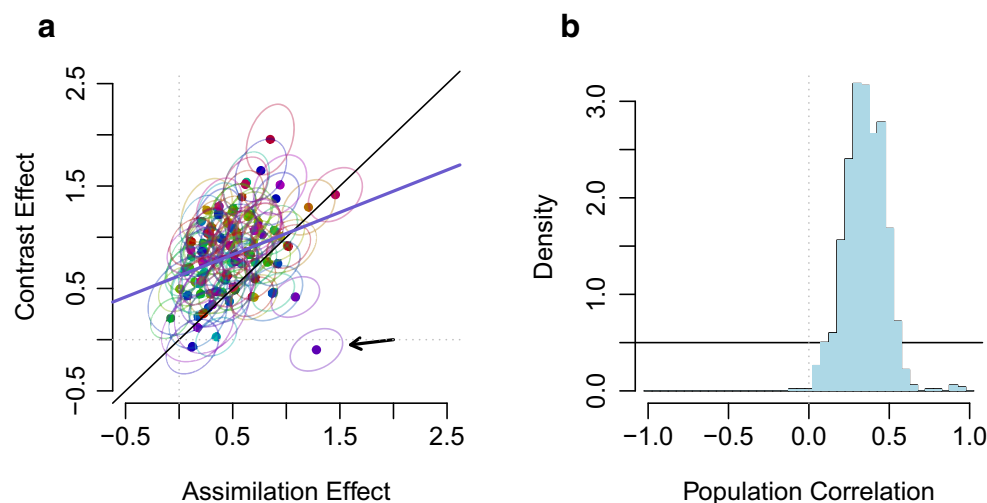 a
Contrast Effect
2.5
1.5
0.5
−0.5
−0.5
0.5
1.5
2.5
Assimilation Effect
b
Density
3.0
2.0
1.0
0.0
−1.0
−0.5
0.0
0.5
1.0
Population Correlation